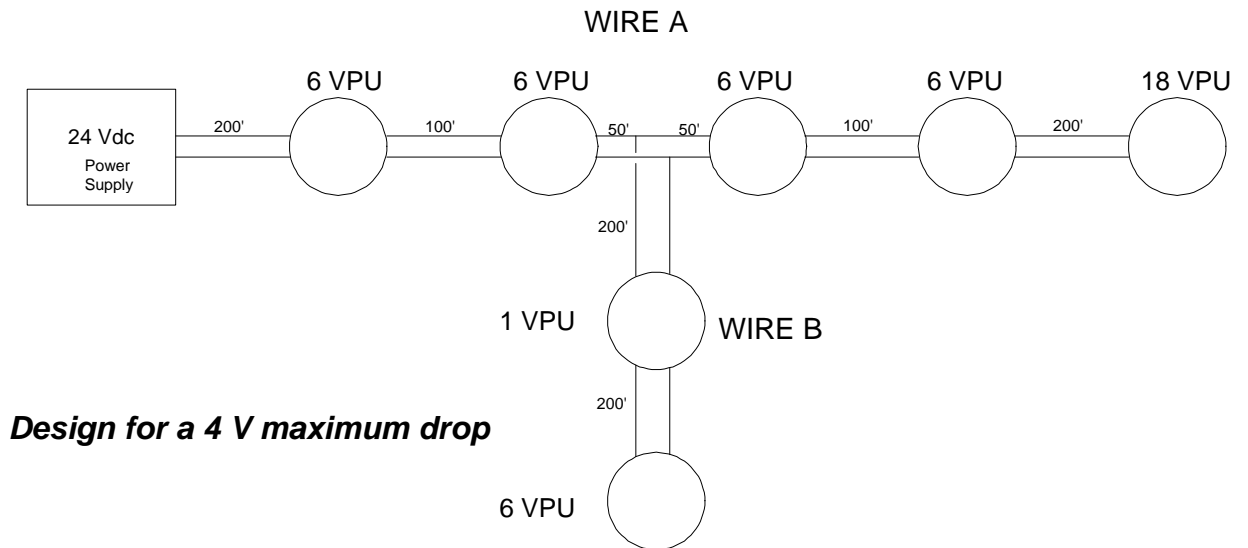 WIRE A
6 VPU
6 VPU
6 VPU
6 VPU
18 VPU
24 Vdc
Power
Supply
200'
100'
50'
50'
100'
200'
200'
1 VPU
WIRE B
200'
Design for a 4 V maximum drop
6 VPU